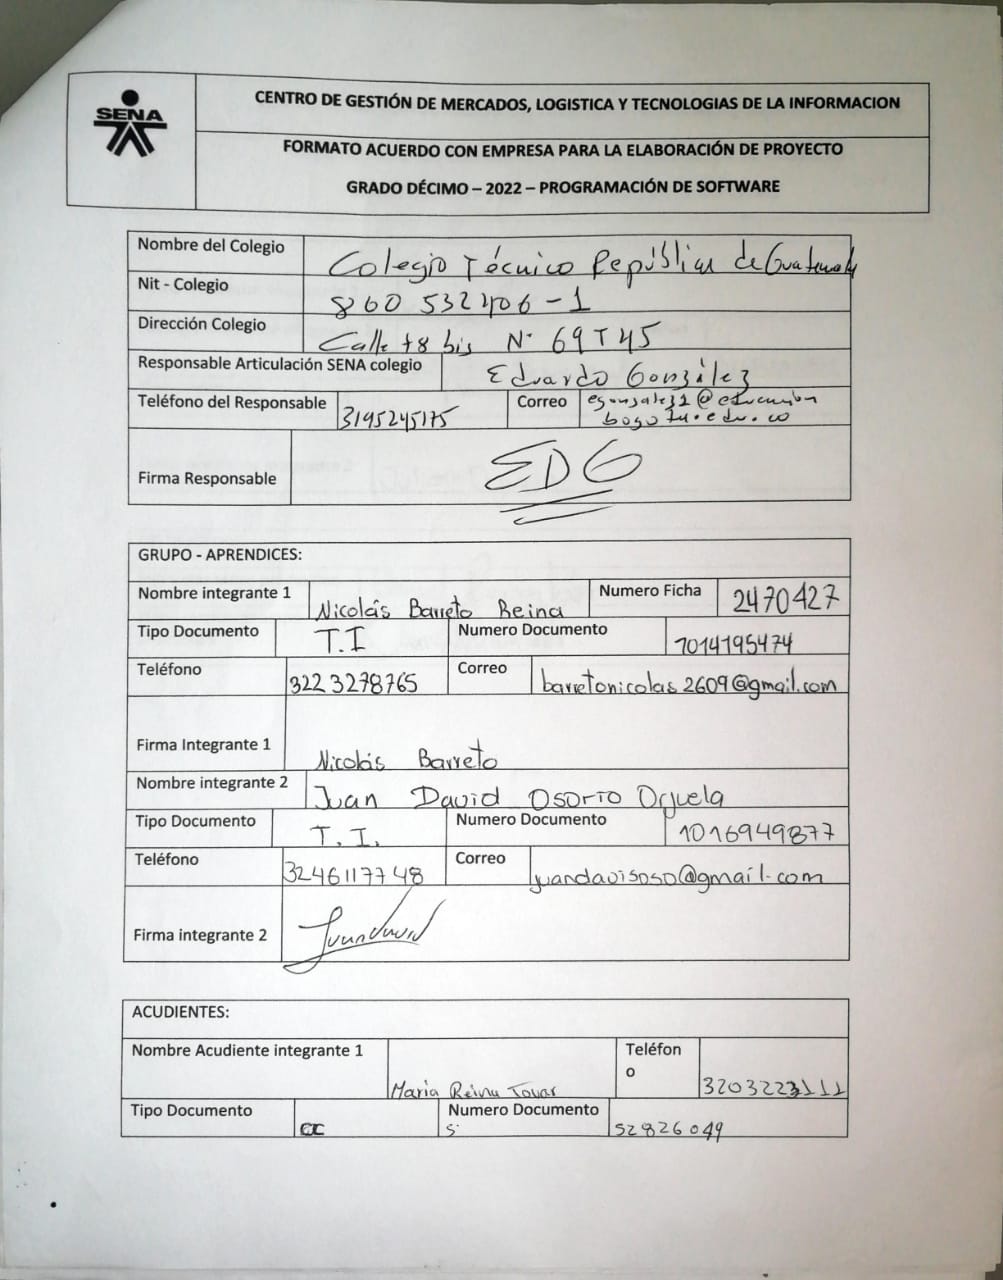 SENA
CENTRO DE GESTIÓN DE MERCADOS, LOGISTICA Y TECNOLOGIAS DE LA INFORMACION
FORMATO ACUERDO CON EMPRESA PARA LA ELABORACIÓN DE PROYECTO
GRADO DÉCIMO – 2022 – PROGRAMACIÓN DE SOFTWARE
Nombre del Colegio Colegio Técnico República de Guatemala
Nit - Colegio 860 532 406 - 1
Dirección Colegio Calle 78 bis N° 69 T 45
Responsable Articulación SENA colegio Eduardo González
Teléfono del Responsable 3195245175 Correo
bogota.edu.co
Firma Responsable EDG
GRUPO - APRENDICES:
Nombre integrante 1 Nicolás Barreto Reina Numero Ficha 2470427
Tipo Documento T.I Numero Documento 1014195474
Teléfono 322 3278765 Correo barretonicolas2609@gmail.com
Firma Integrante 1 Nicolás Barreto
Nombre integrante 2 Juan David Osorio Orjuela
Tipo Documento T.I. Numero Documento 1016949877
Teléfono 3246117748 Correo juandavisoso@gmail.com
Firma integrante 2 Juandavid
ACUDIENTES:
Nombre Acudiente integrante 1 Maria Reina Tovar Teléfon
o 3203223111
Tipo Documento CC Numero Documento
s 52826049